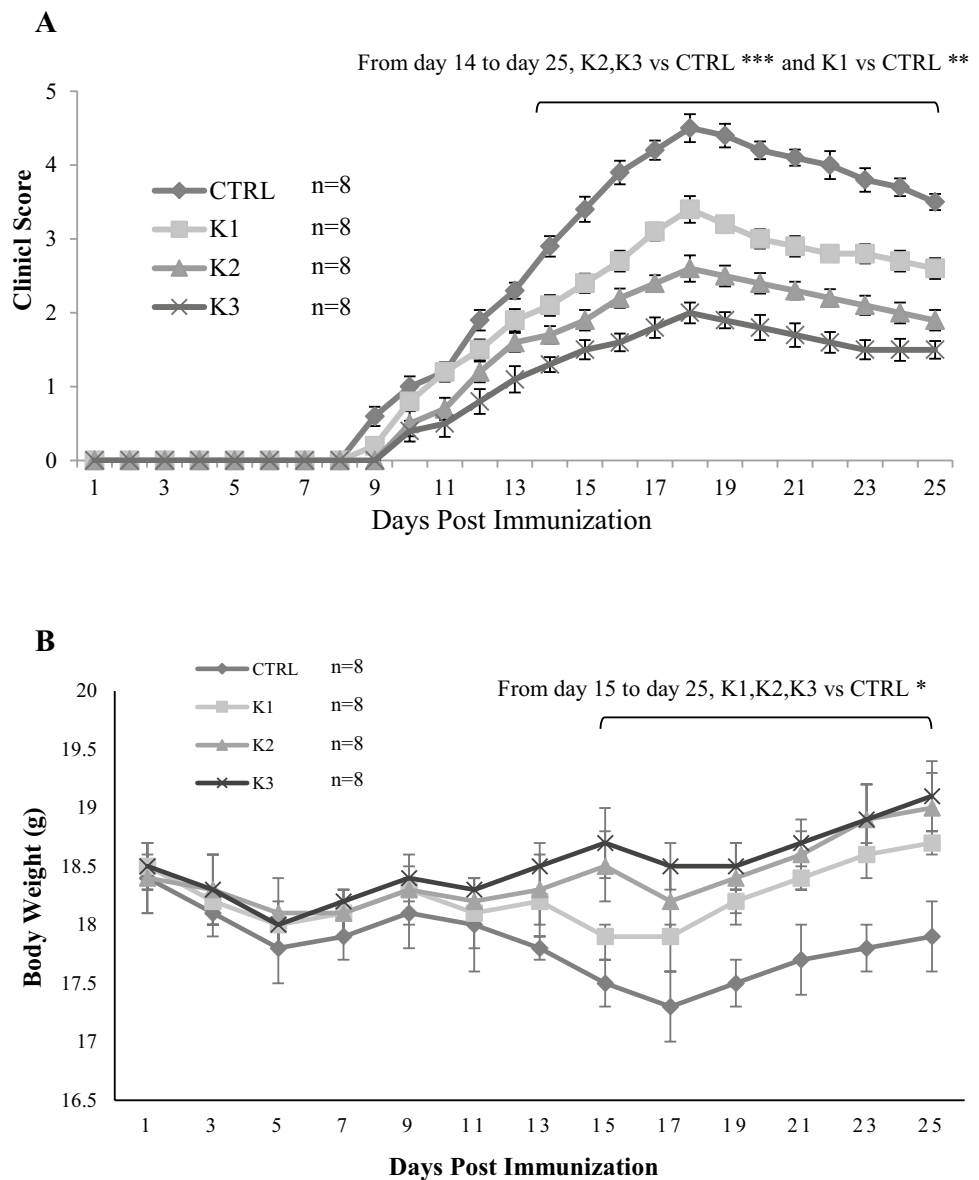 A
From day 14 to day 25, K2,K3 vs CTRL *** and K1 vs CTRL **
5
4
3
2
1
0
Clinicl Score
CTRL n=8
K1 n=8
K2 n=8
K3 n=8
1 3 5 7 9 11 13 15 17 19 21 23 25
Days Post Immunization
B
CTRL n=8
K1 n=8
K2 n=8
K3 n=8
From day 15 to day 25, K1,K2,K3 vs CTRL *
20
19.5
19
18.5
18
17.5
17
16.5
Body Weight (g)
1 3 5 7 9 11 13 15 17 19 21 23 25
Days Post Immunization